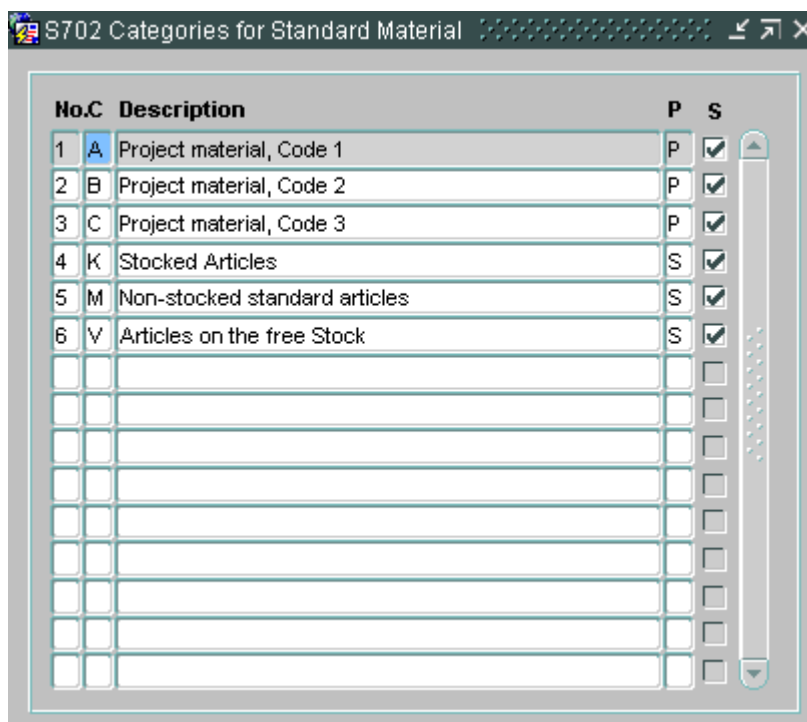 S702 Categories for Standard Material
No. C Description P S
1 A Project material, Code 1 P
2 B Project material, Code 2 P
3 C Project material, Code 3 P
4 K Stocked Articles S
5 M Non-stocked standard articles S
6 V Articles on the free Stock S